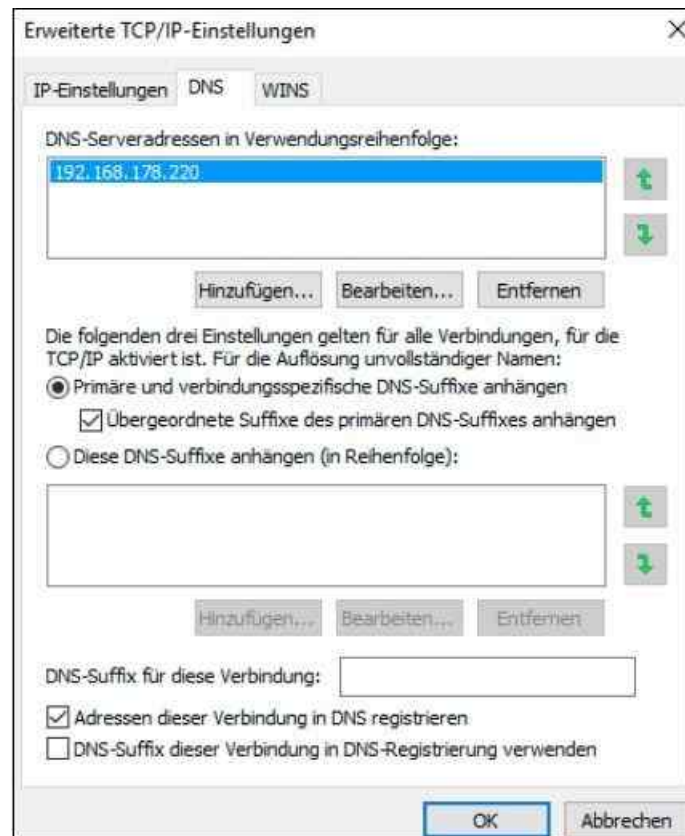 Erweiterte TCP/IP-Einstellungen
IP-Einstellungen DNS WINS
DNS-Serveradressen in Verwendungsreihenfolge:
192.168.178.220
Hinzufügen... Bearbeiten... Entfernen
Die folgenden drei Einstellungen gelten für alle Verbindungen, für die
TCP/IP aktiviert ist. Für die Auflösung unvollständiger Namen:
Primäre und verbindungsspezifische DNS-Suffixe anhängen
Übergeordnete Suffixe des primären DNS-Suffixes anhängen
Diese DNS-Suffixe anhängen (in Reihenfolge):
Hinzufügen... Bearbeiten... Entfernen
DNS-Suffix für diese Verbindung:
Adressen dieser Verbindung in DNS registrieren
DNS-Suffix dieser Verbindung in DNS-Registrierung verwenden
OK Abbrechen